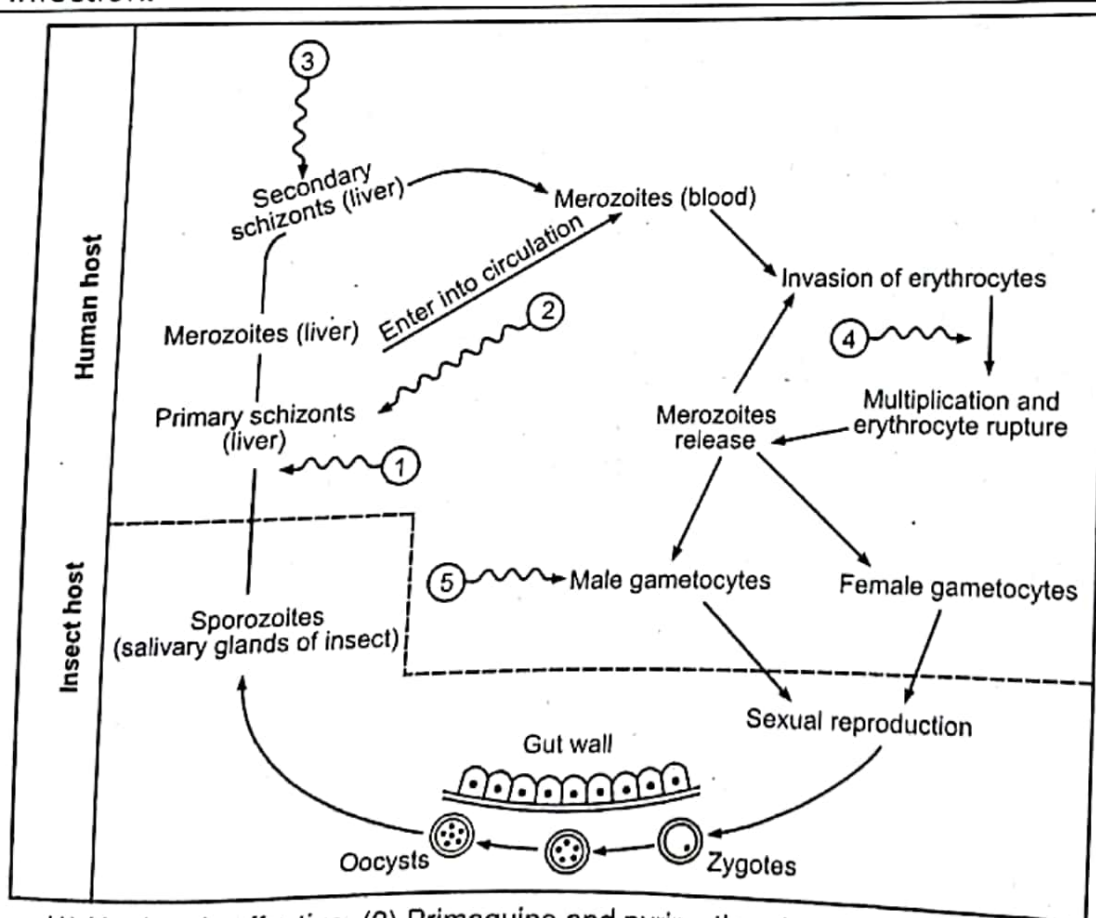 Human host
Insect host
3
Secondary
schizonts (liver)
Merozoites (blood)
Enter into circulation
Invasion of erythrocytes
2
4
Merozoites (liver)
Primary schizonts
(liver)
1
Multiplication and
erythrocyte rupture
Merozoites
release
5
Male gametocytes
Female gametocytes
Sporozoites
(salivary glands of insect)
Sexual reproduction
Gut wall
Oocysts
Zygotes
Primaquine and